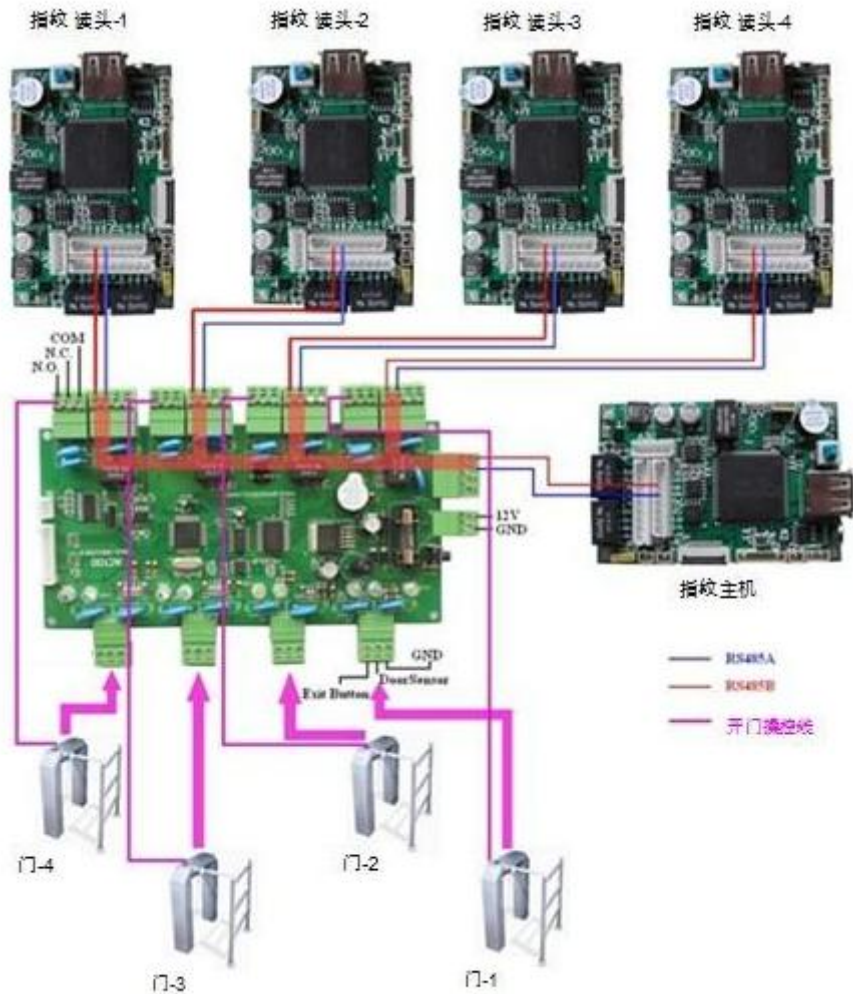 指纹 读头-1
指纹 读头-2
指纹 读头-3
指纹 读头-4
COM
N.C.
N.O.
12V
GND
指紋主机
GND
DoorSensor
Exit Button
RS485A
RS485B
开门操控线
门-4
门-2
门-3
门-1